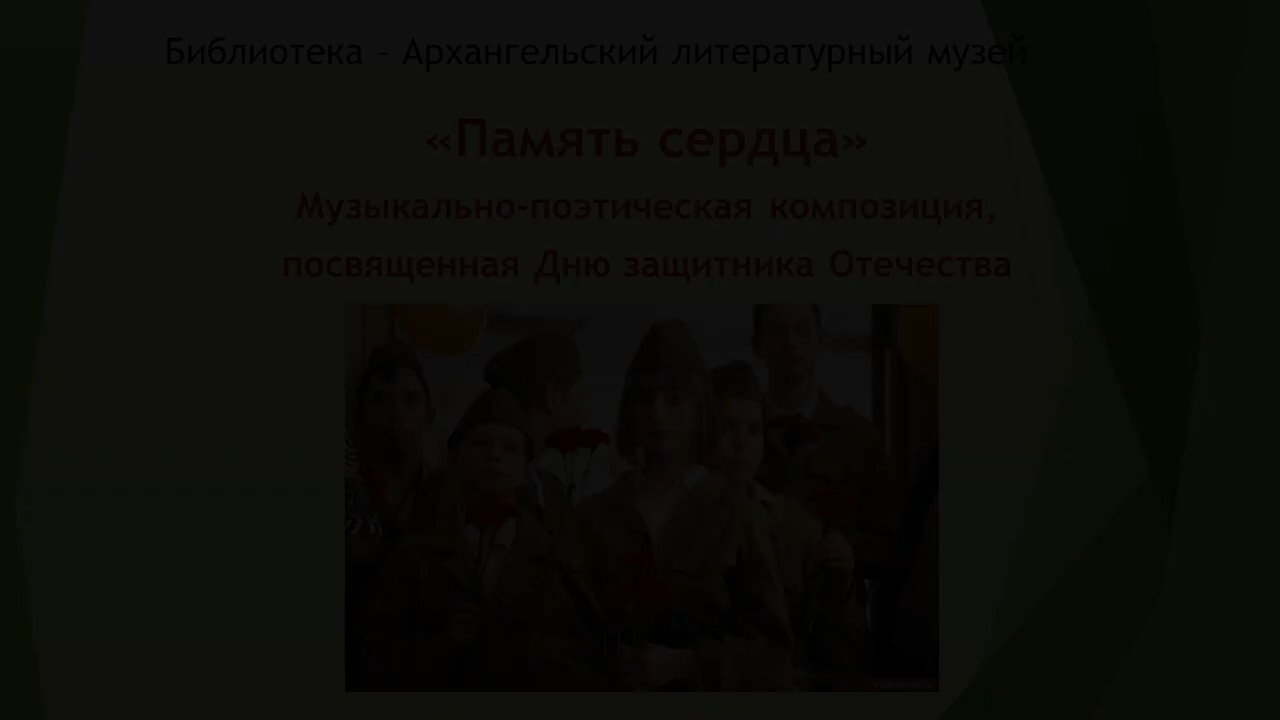 Библиотека – Архангельский литературный музей
«Память сердца»
Музыкально-поэтическая композиция,
посвященная Дню защитника Отечества